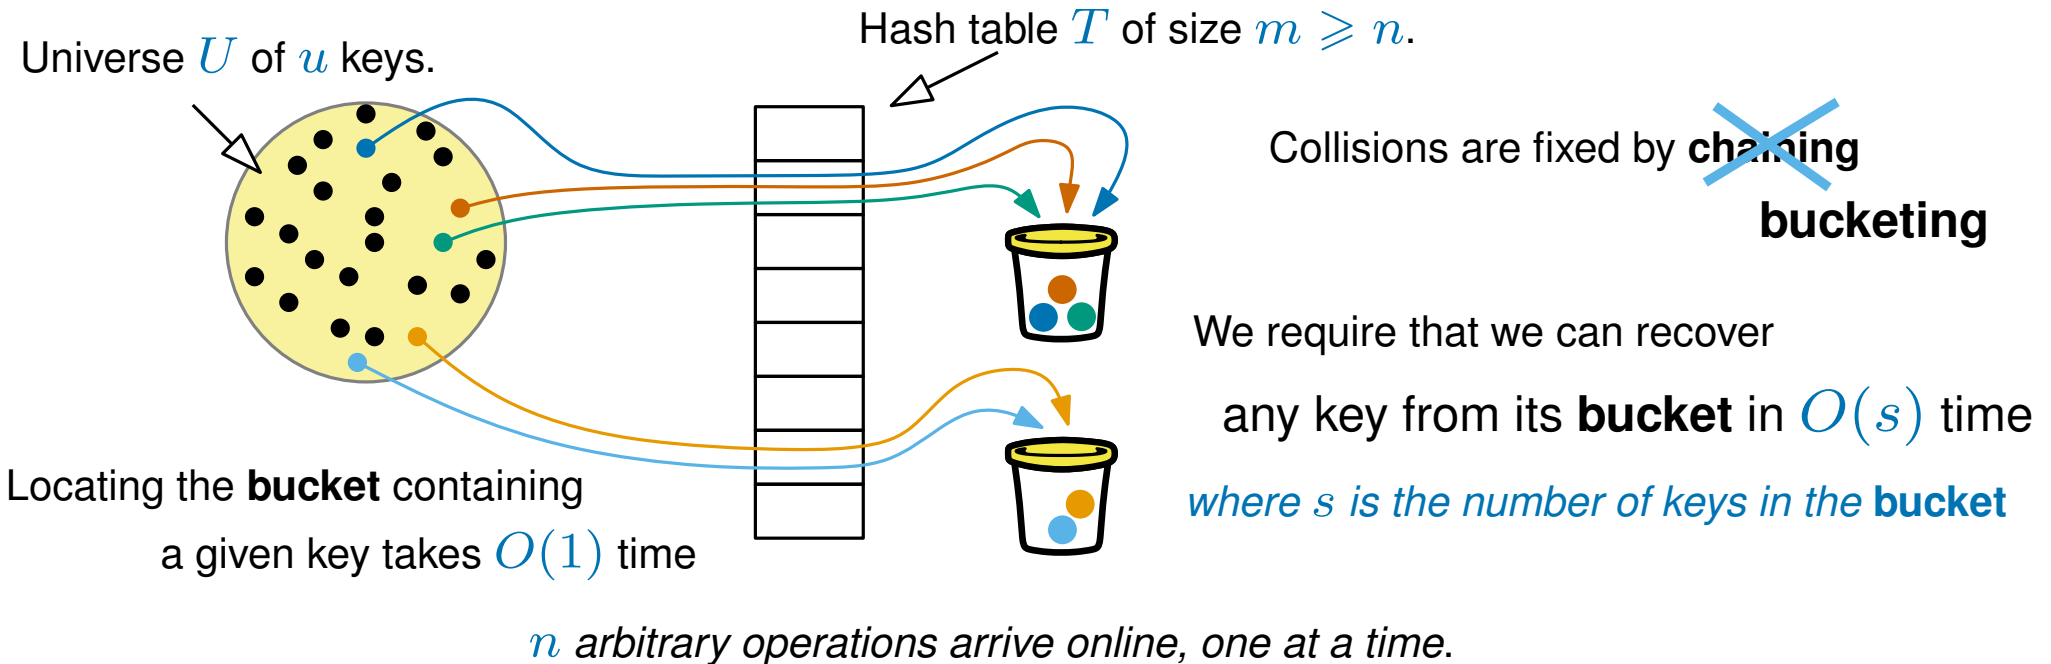 Hash table T of size m ⩾ n.
Universe U of u keys.
Collisions are fixed by chaining
bucketing
We require that we can recover
any key from its bucket in O(s) time
where s is the number of keys in the bucket
Locating the bucket containing
a given key takes O(1) time
n arbitrary operations arrive online, one at a time.